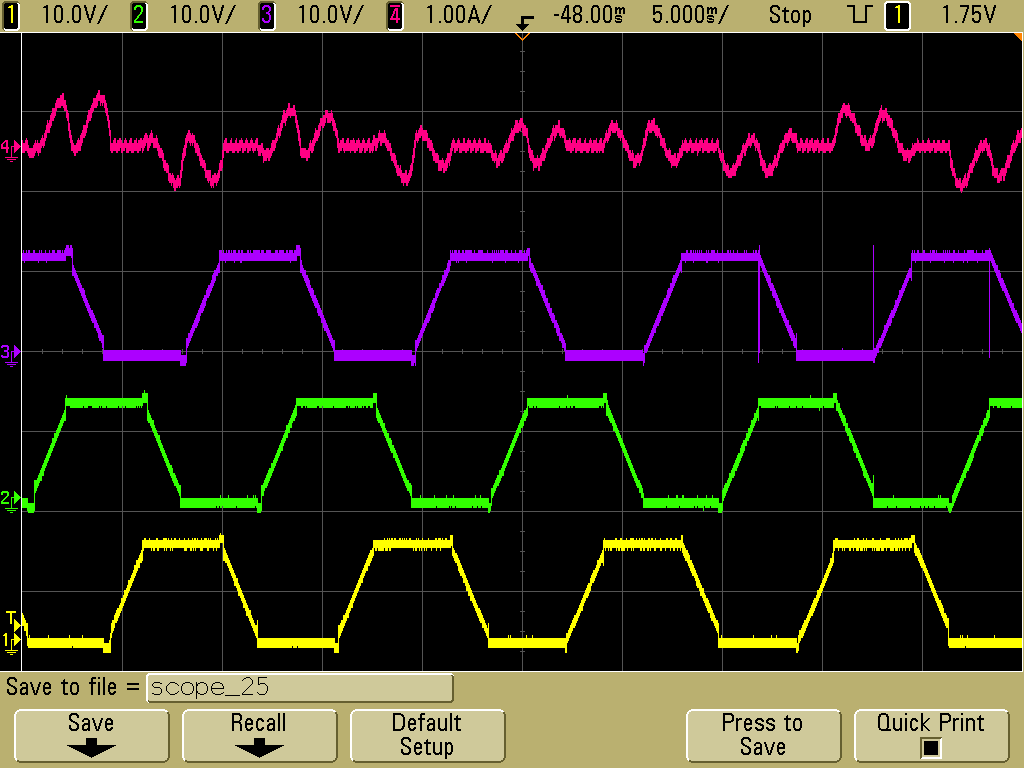 1 10.0V/ 2 10.0V/ 3 10.0V/ 4 1.00A/ -48.00ms 5.000ms/ Stop 1 1.75V
4
3
2
T
1
Save to file = scope_25
Save Recall Default Setup Press to Save Quick Print